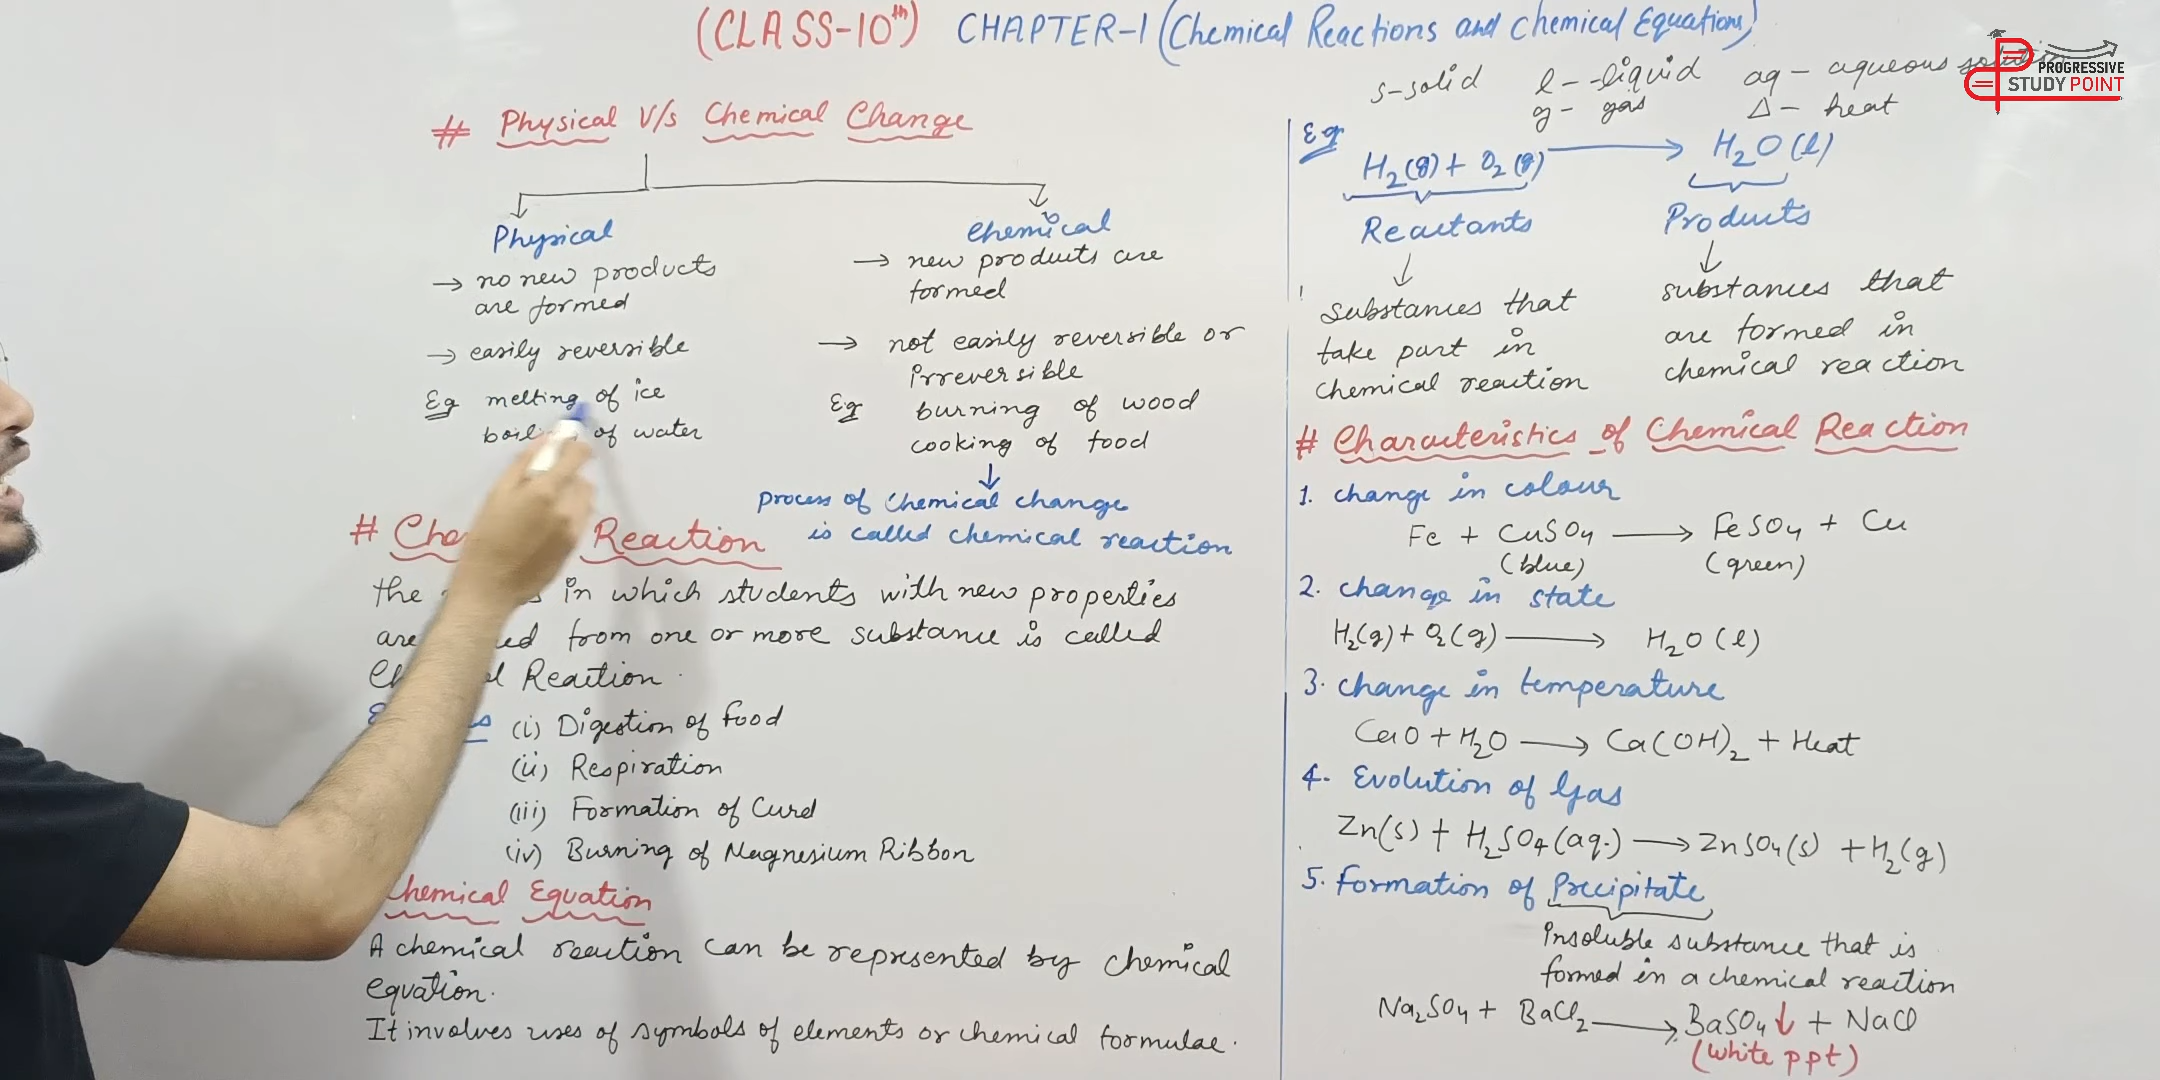 (CLASS-10th) CHAPTER-1 (Chemical Reactions and Chemical Equations)
PROGRESSIVE
STUDY POINT
# Physical V/s Chemical Change
Physical
→ no new products
are formed
→ easily reversible
Eg melting of ice
of water
Chemical
→ new products are
formed
→ not easily reversible or
irreversible
Eg burning of wood
cooking of food
↓
process of chemical change
is called chemical reaction
# Reaction
the in which students with new properties
are from one or more substance is called
Reaction.
(i) Digestion of food
(ii) Respiration
(iii) Formation of Curd
(iv) Burning of Magnesium Ribbon
Chemical Equation
A chemical reaction can be represented by chemical
equation.
It involves uses of symbols of elements or chemical formulae.
s-solid l--liquid aq - aqueous
g- gas Δ- heat
Eg H₂(g) + O₂(g) → H₂O(l)
Reactants
↓
substances that
take part in
chemical reaction
Products
↓
substances that
are formed in
chemical reaction
# Characteristics of Chemical Reaction
1. change in colour
Fe + CuSO₄ → FeSO₄ + Cu
(blue) (green)
2. change in state
H₂(g) + O₂(g) → H₂O(l)
3. change in temperature
CaO + H₂O → Ca(OH)₂ + Heat
4. Evolution of Gas
Zn(s) + H₂SO₄(aq.) → ZnSO₄(s) + H₂(g)
5. Formation of Precipitate
insoluble substance that is
formed in a chemical reaction
Na₂SO₄ + BaCl₂ → BaSO₄↓ + NaCl
(white ppt)